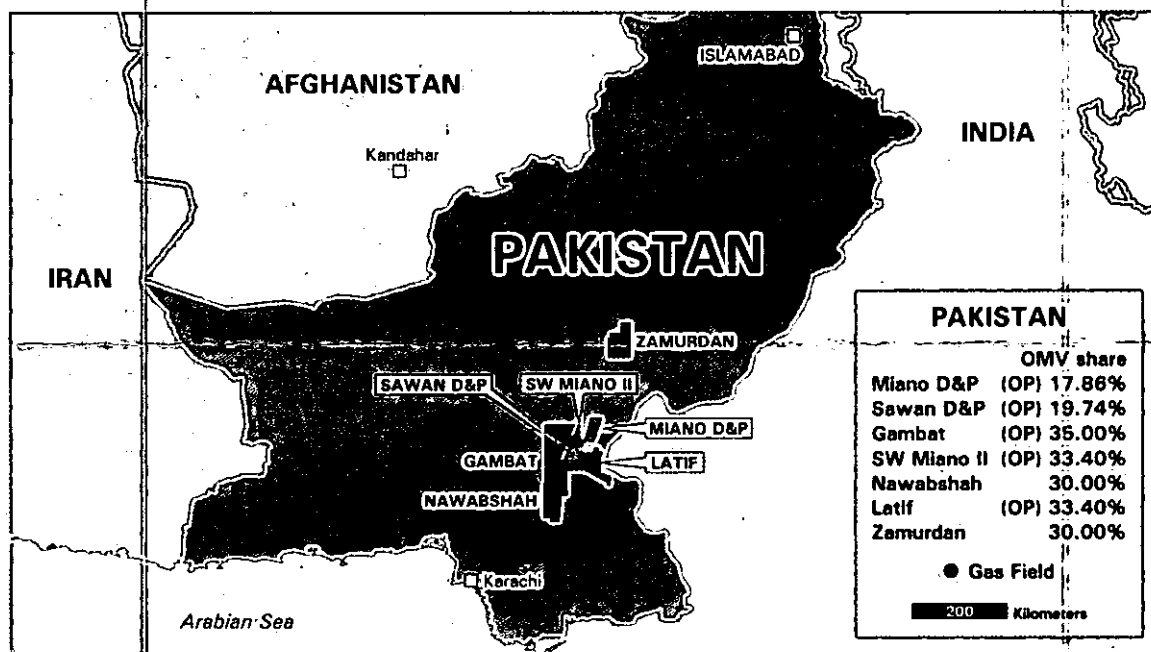 ISLAMABAD
AFGHANISTAN
INDIA
Kandahar
PAKISTAN
IRAN
ZAMURDAN
SAWAN D&P
SW MIANO II
MIANO D&P
GAMBAT
LATIF
NAWABSHAH
Karachi
Arabian Sea
PAKISTAN
OMV share
Miano D&P (OP) 17.86%
Sawan D&P (OP) 19.74%
Gambat (OP) 35.00%
SW Miano II (OP) 33.40%
Nawabshah 30.00%
Latif (OP) 33.40%
Zamurdan 30.00%
Gas Field
200 Kilometers